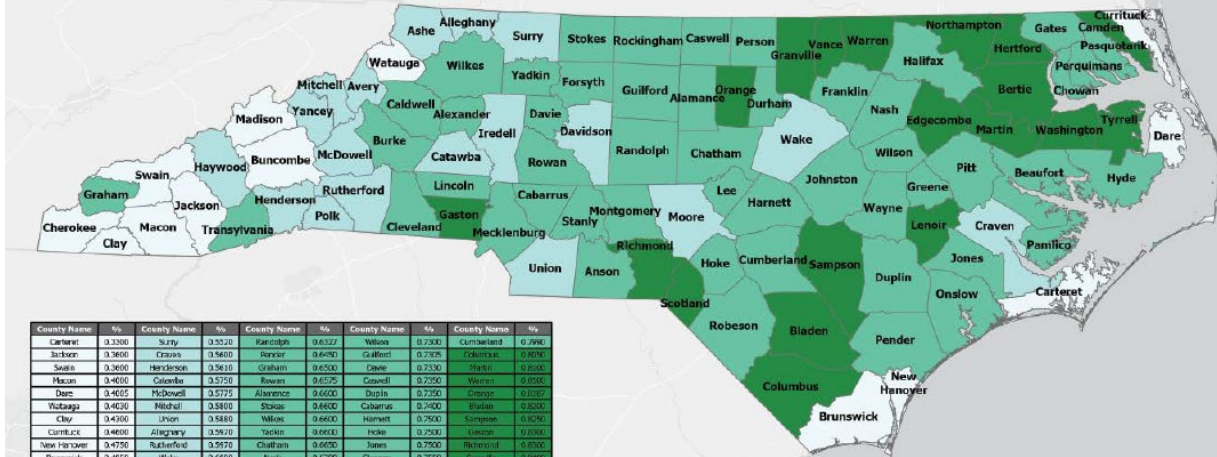 Currituck
Alleghany
Northampton
Gates
Camden
Ashe
Surry
Stokes
Rockingham
Caswell
Person
Vance
Warren
Hertford
Pasquotank
Granville
Watauga
Wilkes
Halifax
Perquimans
Yadkin
Forsyth
Orange
Chowan
Mitchell
Avery
Guilford
Alamance
Durham
Franklin
Bertie
Yancey
Caldwell
Alexander
Davie
Nash
Madison
Iredell
Davidson
Edgecombe
Martin
Washington
Tyrrell
Dare
Burke
Wake
Buncombe
McDowell
Catawba
Rowan
Randolph
Chatham
Wilson
Haywood
Pitt
Swain
Beaufort
Hyde
Graham
Rutherford
Lincoln
Cabarrus
Lee
Johnston
Greene
Henderson
Jackson
Polk
Gaston
Stanly
Montgomery
Moore
Harnett
Wayne
Cherokee
Macon
Transylvania
Cleveland
Mecklenburg
Lenoir
Craven
Clay
Richmond
Pamlico
Union
Anson
Hoke
Cumberland
Sampson
Jones
Duplin
Scotland
Onslow
Carteret
Robeson
Bladen
Pender
Columbus
New
Hanover
Brunswick
County Name % County Name % County Name % County Name % County Name %
Carteret 0.3300 Surry 0.5520 Randolph 0.6327 Wilson 0.7300 Cumberland 0.7990
Jackson 0.3600 Craven 0.5600 Pender 0.6450 Guilford 0.7305 Columbus 0.8050
Swain 0.3600 Henderson 0.5610 Graham 0.6500 Davie 0.7330 Martin 0.8100
Macon 0.4000 Catawba 0.5750 Rowan 0.6575 Caswell 0.7350 Warren
Dare 0.4005 McDowell 0.5775 Alamance 0.6600 Duplin 0.7350 Orange
Watauga 0.4030 Mitchell 0.5800 Stokes 0.6600 Cabarrus 0.7400 0.8200
Clay 0.4300 Union 0.5880 Wilkes 0.6600 Harnett 0.7500 Sampson 0.8250
Currituck 0.4600 Alleghany 0.5970 Yadkin 0.6600 Hoke 0.7500 Gaston 0.8300
New Hanover 0.4750 Rutherford 0.5970 Chatham 0.6650 Jones 0.7500 Richmond